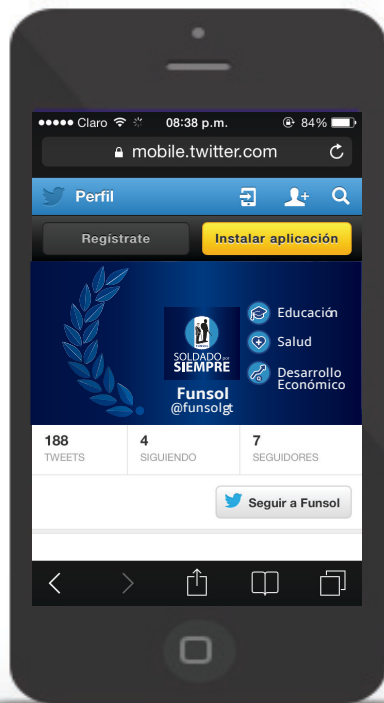 Claro 08:38 p.m. 84%
mobile.twitter.com
Perfil
Regístrate Instalar aplicación
Educación
Salud
Desarrollo
Económico
SOLDADO por
SIEMPRE
Funsol
@funsolgt
188 4 7
TWEETS SIGUIENDO SEGUIDORES
Seguir a Funsol